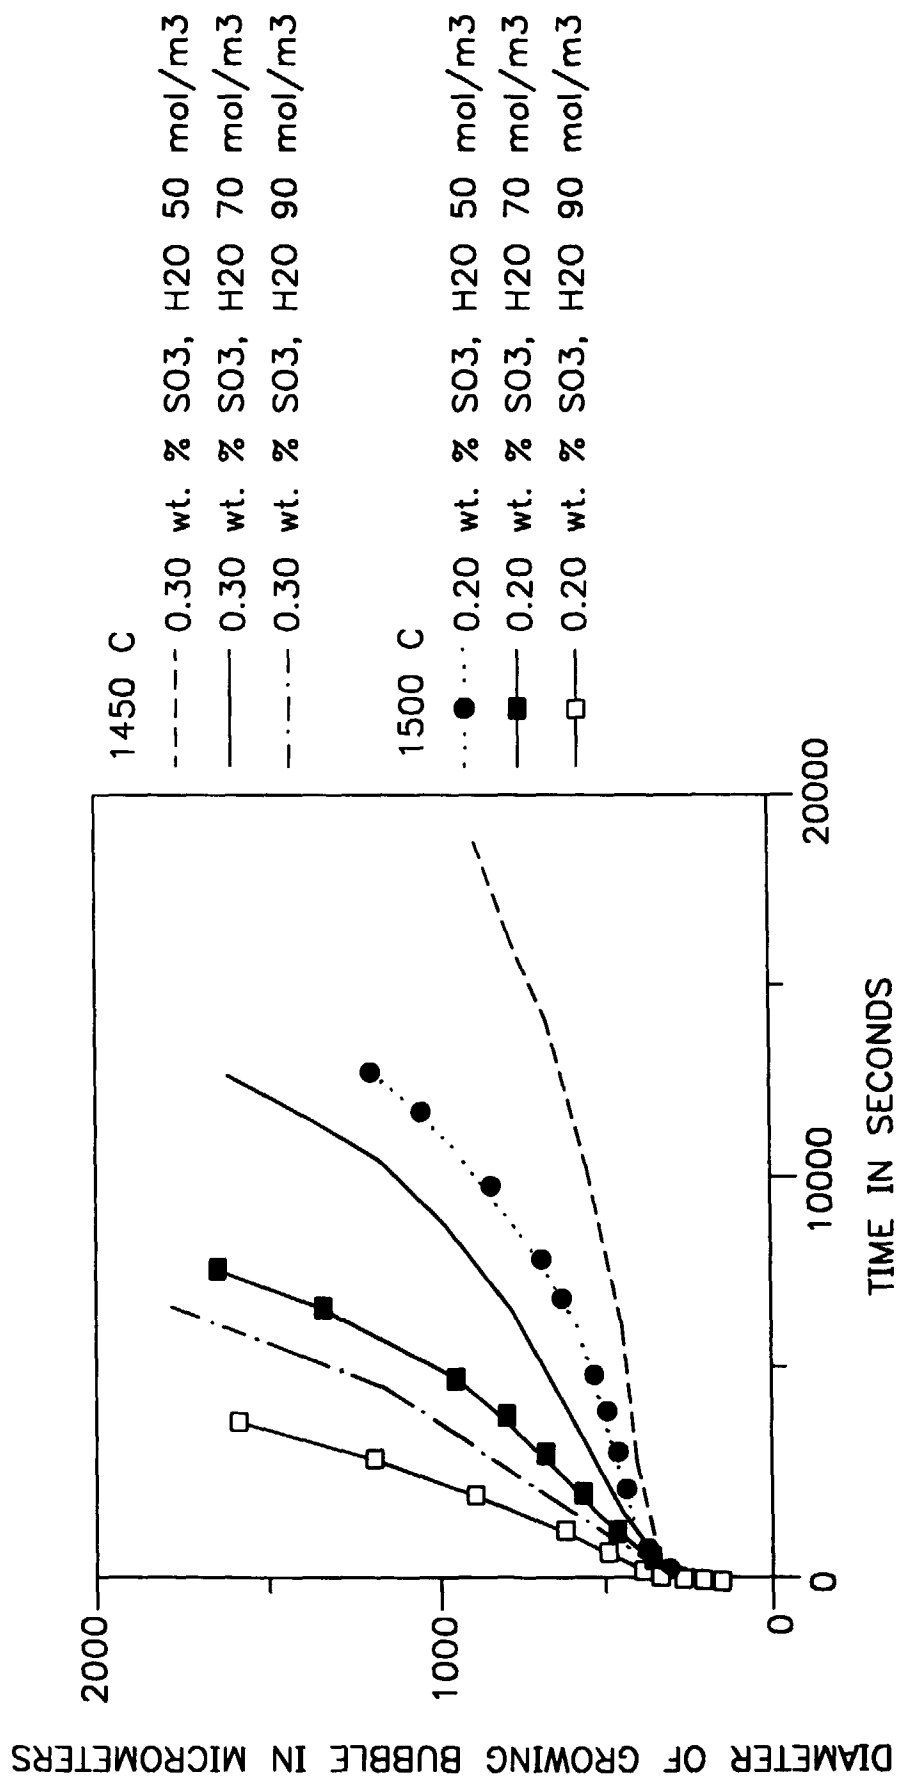 DIAMETER OF GROWING BUBBLE IN MICROMETERS
2000
1000
0
0
10000
20000
TIME IN SECONDS
1450 C
0.30 wt. % SO3, H2O 50 mol/m3
0.30 wt. % SO3, H2O 70 mol/m3
0.30 wt. % SO3, H2O 90 mol/m3
1500 C
0.20 wt. % SO3, H2O 50 mol/m3
0.20 wt. % SO3, H2O 70 mol/m3
0.20 wt. % SO3, H2O 90 mol/m3